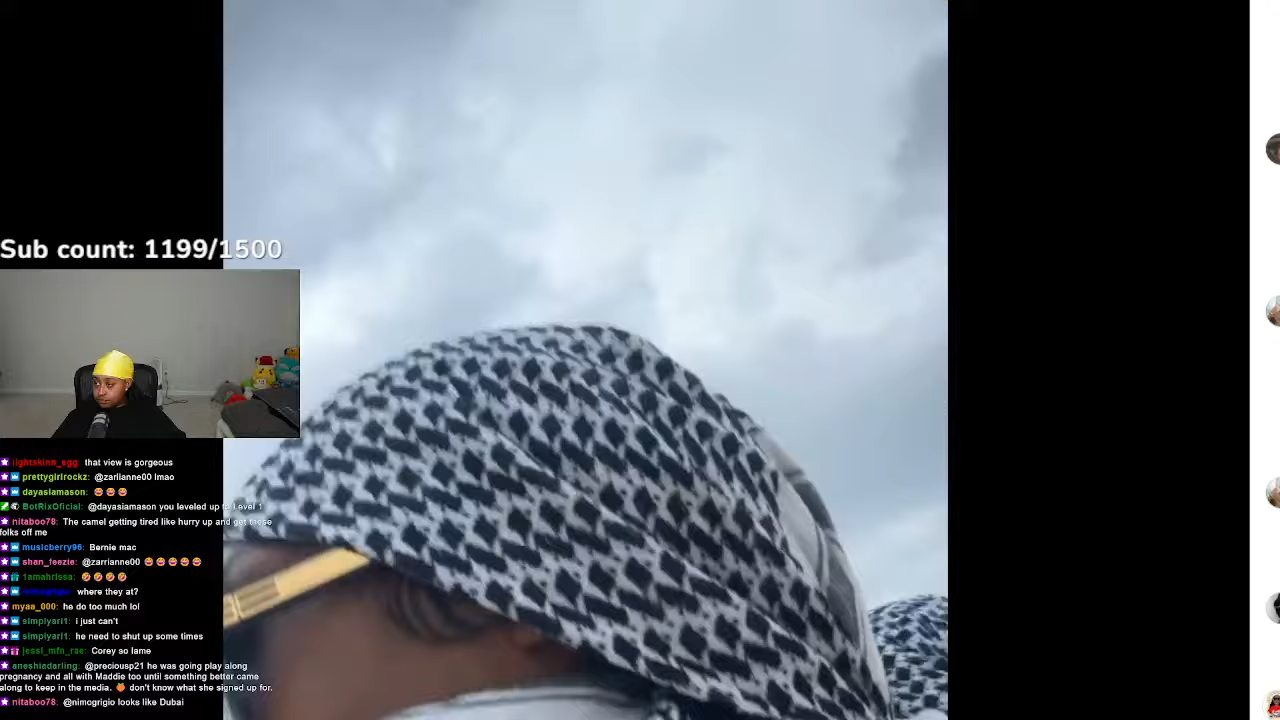 Sub count: 1199/1500
lightskinn_egg: that view is gorgeous
prettygirlrockz: @zarlianne00 lmao
dayasiamason:
BotRixOficial: @dayasiamason you leveled up to Level 1
nitaboo78: The camel getting tired like hurry up and get these
folks off me
musicberry96: Bernie mac
shan_feezie: @zarrianne00
1amahrissa:
where they at?
myaa_000: he do too much lol
simplyari1: i just can't
simplyari1: he need to shut up some times
jessi_mfn_rae: Corey so lame
aneshiadarling: @preciousp21 he was going play along
pregnancy and all with Maddie too until something better came
along to keep in the media. don't know what she signed up for.
nitaboo78: @nimogrigio looks like Dubai